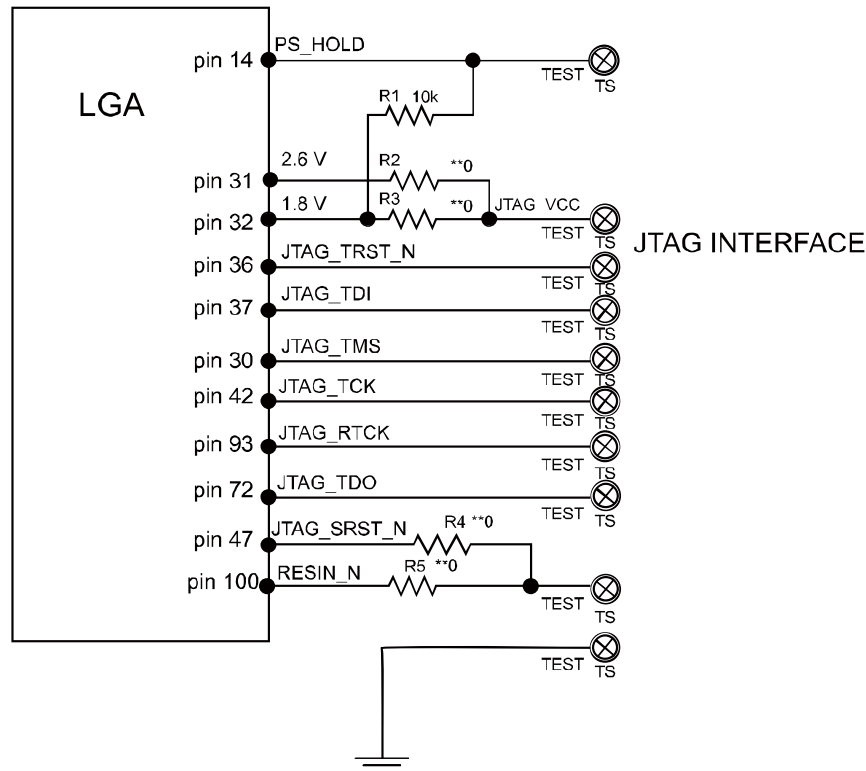 PS_HOLD
pin 14
TEST
TS
LGA
R1 10k
2.6 V
R2 **0
pin 31
1.8 V
R3 **0
JTAG_VCC
pin 32
TEST
TS
JTAG INTERFACE
JTAG_TRST_N
pin 36
TEST
TS
JTAG_TDI
pin 37
TEST
TS
JTAG_TMS
pin 30
TEST
TS
JTAG_TCK
pin 42
TEST
TS
JTAG_RTCK
pin 93
TEST
TS
JTAG_TDO
pin 72
TEST
TS
JTAG_SRST_N
R4 **0
pin 47
R5 **0
RESIN_N
pin 100
TEST
TS
TEST
TS